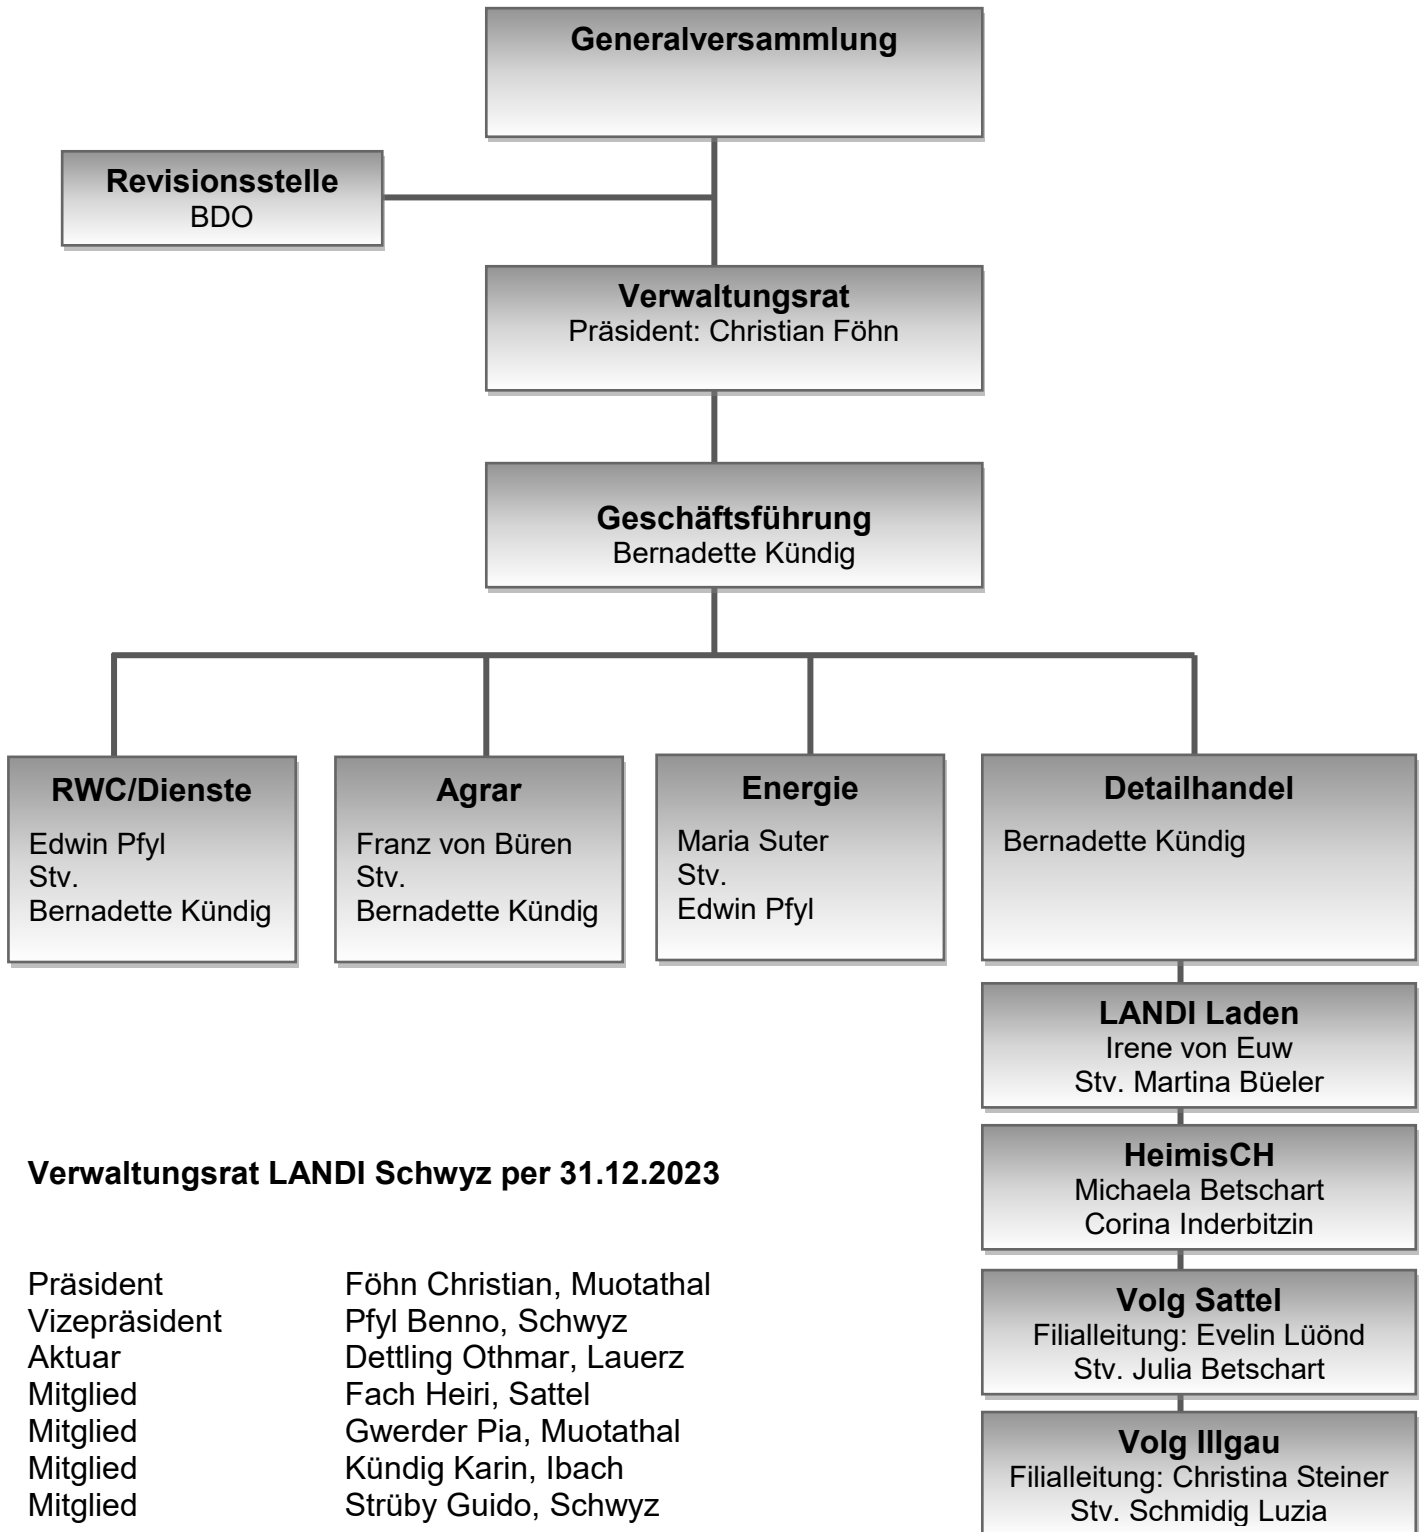 Generalversammlung
Revisionsstelle
BDO
Verwaltungsrat
Präsident: Christian Föhn
Geschäftsführung
Bernadette Kündig
RWC/Dienste
Edwin Pfyl
Stv.
Bernadette Kündig
Agrar
Franz von Büren
Stv.
Bernadette Kündig
Energie
Maria Suter
Stv.
Edwin Pfyl
Detailhandel
Bernadette Kündig
LANDI Laden
Irene von Euw
Stv. Martina Büeler
HeimisCH
Michaela Betschart
Corina Inderbitzin
Volg Sattel
Filialleitung: Evelin Lüönd
Stv. Julia Betschart
Volg Illgau
Filialleitung: Christina Steiner
Stv. Schmidig Luzia
Verwaltungsrat LANDI Schwyz per 31.12.2023
Präsident Föhn Christian, Muotathal
Vizepräsident Pfyl Benno, Schwyz
Aktuar Dettling Othmar, Lauerz
Mitglied Fach Heiri, Sattel
Mitglied Gwerder Pia, Muotathal
Mitglied Kündig Karin, Ibach
Mitglied Strüby Guido, Schwyz